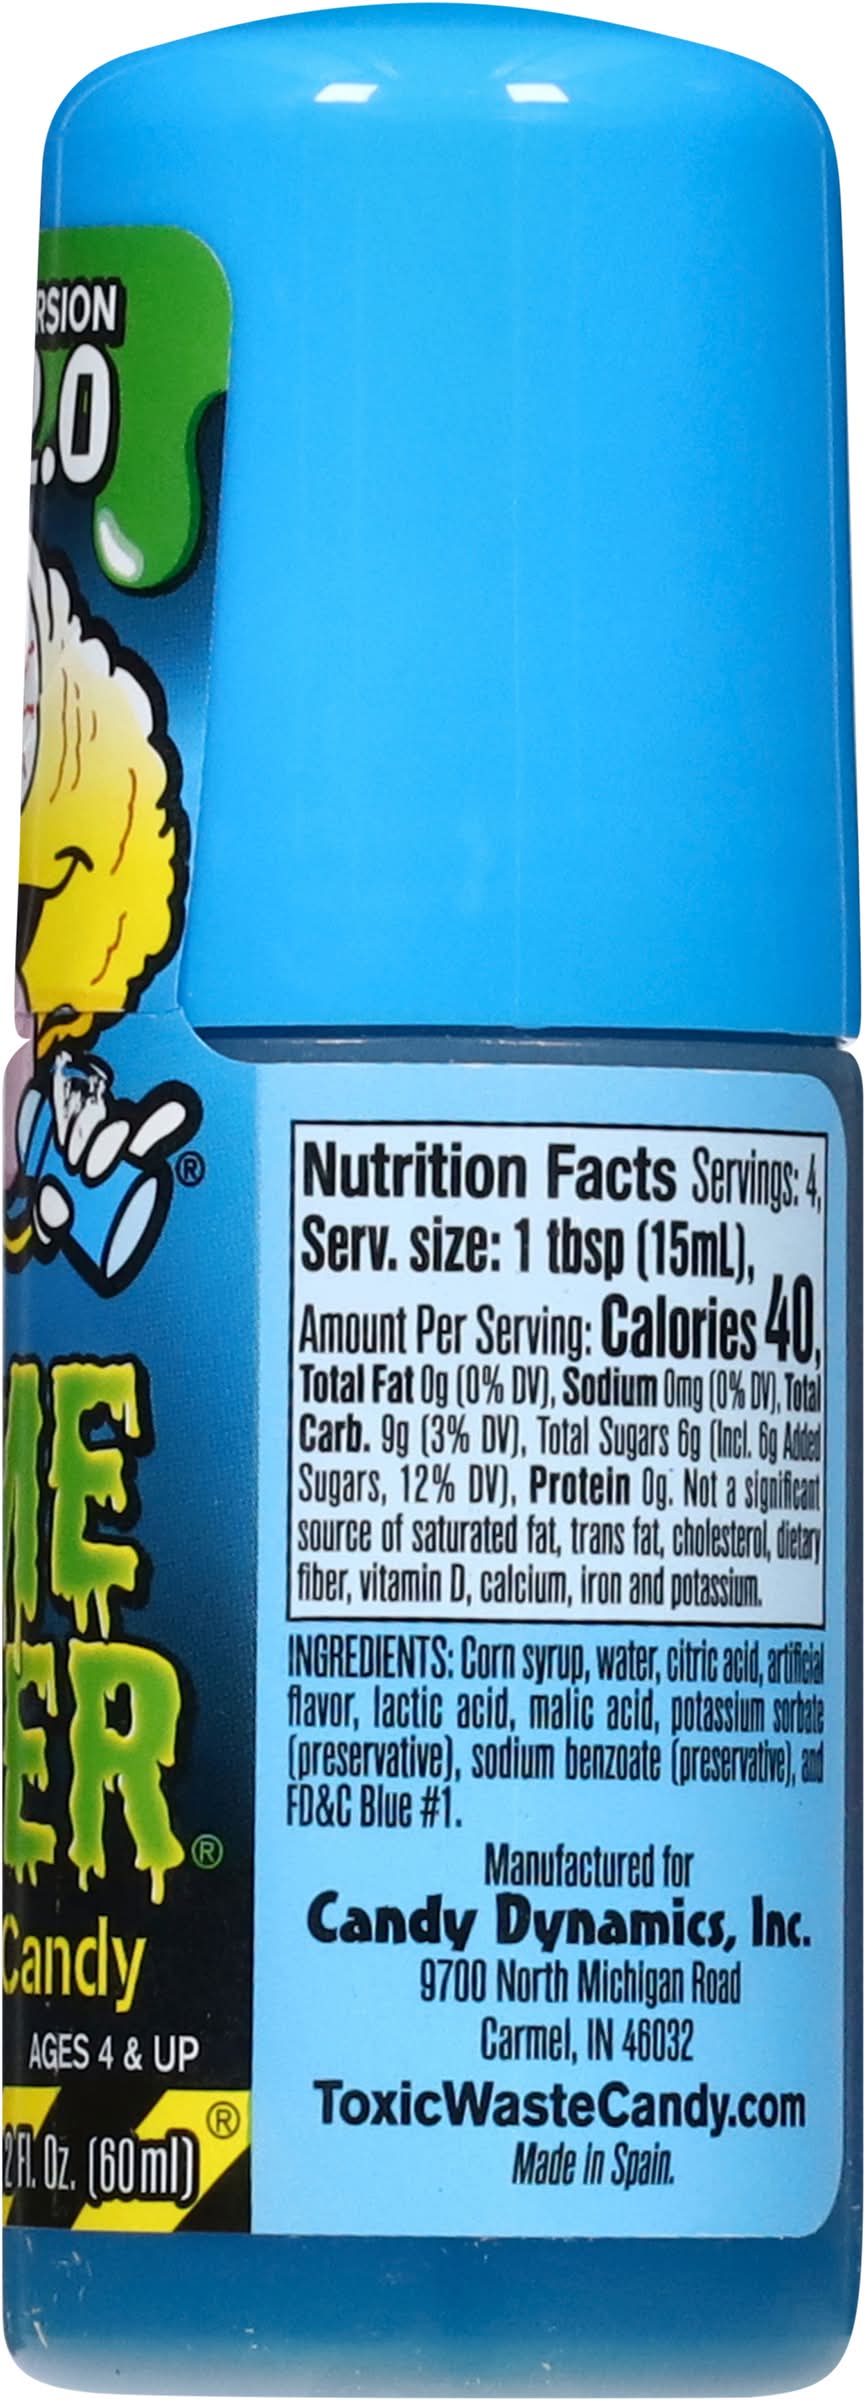 RSION
2.0
®
ME
ER®
Candy
AGES 4 & UP
®
2 Fl. Oz. (60ml)
Nutrition Facts Servings: 4,
Serv. size: 1 tbsp (15mL),
Amount Per Serving: Calories 40,
Total Fat 0g (0% DV), Sodium 0mg (0% DV), Total
Carb. 9g (3% DV), Total Sugars 6g (Incl. 6g Added
Sugars, 12% DV), Protein 0g. Not a significant
source of saturated fat, trans fat, cholesterol, dietary
fiber, vitamin D, calcium, iron and potassium.
INGREDIENTS: Corn syrup, water, citric acid, artificial
flavor, lactic acid, malic acid, potassium sorbate
(preservative), sodium benzoate (preservative), and
FD&C Blue #1.
Manufactured for
Candy Dynamics, Inc.
9700 North Michigan Road
Carmel, IN 46032
ToxicWasteCandy.com
Made in Spain.